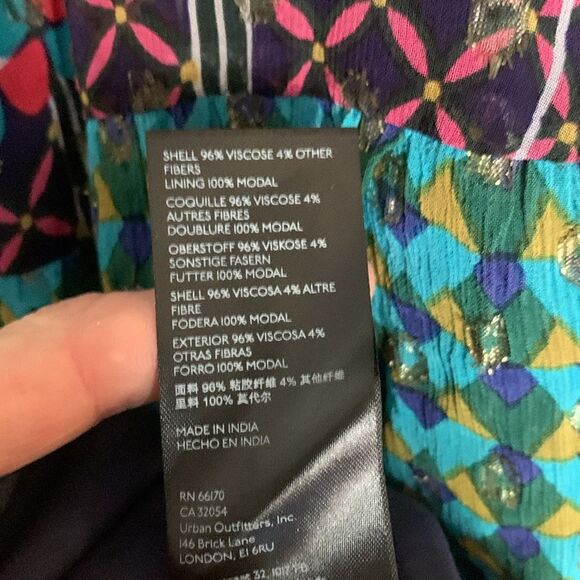 SHELL 96% VISCOSE 4% OTHER
FIBERS
LINING 100% MODAL
COQUILLE 96% VISCOSE 4%
AUTRES FIBRES
DOUBLURE 100% MODAL
OBERSTOFF 96% VISKOSE 4%
SONSTIGE FASERN
FUTTER 100% MODAL
SHELL 96% VISCOSA 4% ALTRE
FIBRE
FODERA 100% MODAL
EXTERIOR 96% VISCOSA 4%
OTRAS FIBRAS
FORRO 100% MODAL
面料 96% 粘胶纤维 4% 其他纤维
里料 100% 莫代尔
MADE IN INDIA
HECHO EN INDIA
RN 66170
CA 32054
Urban Outfitters, Inc.
146 Brick Lane
LONDON, E1 6RU
32, 1017